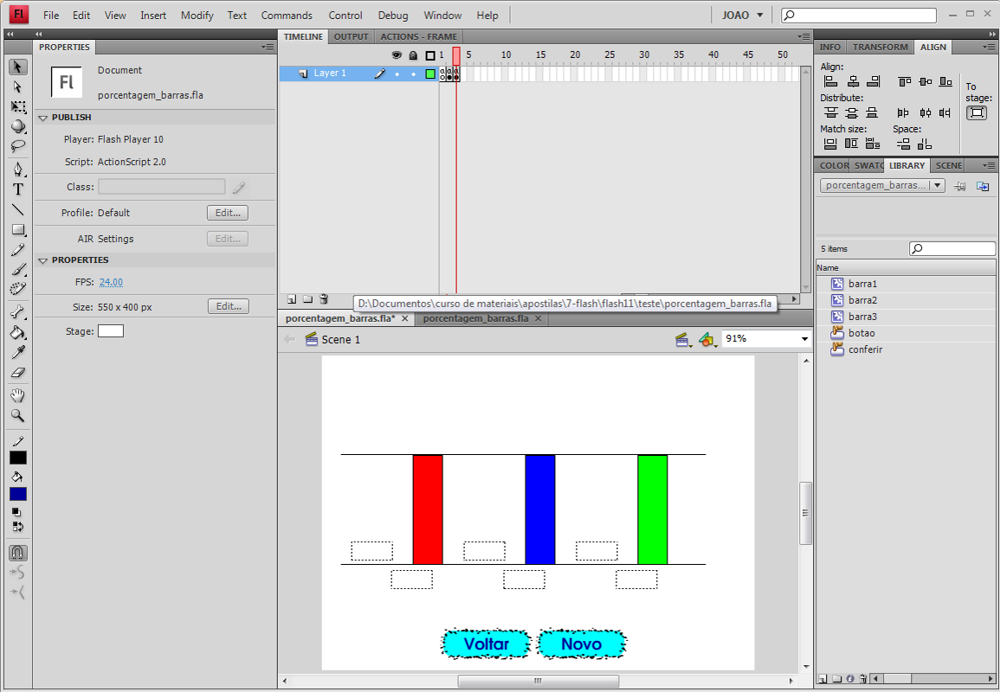 Fl File Edit View Insert Modify Text Commands Control Debug Window Help JOAO
PROPERTIES
Fl
Document
porcentagem_barras.fla
PUBLISH
Player: Flash Player 10
Script: ActionScript 2.0
Class:
Profile: Default Edit...
AIR Settings Edit...
PROPERTIES
FPS: 24.00
Size: 550 x 400 px Edit...
Stage:
TIMELINE OUTPUT ACTIONS - FRAME
1 5 10 15 20 25 30 35 40 45 50
Layer 1
D:\Documentos\curso de materiais\apostilas\7-flash\flash11\teste\porcentagem_barras.fla
porcentagem_barras.fla* porcentagem_barras.fla
Scene 1 91%
Voltar Novo
INFO TRANSFORM ALIGN
Align:
To
stage:
Distribute:
Match size: Space:
COLOR SWATC LIBRARY SCENE
porcentagem_barras...
5 items
Name
barra1
barra2
barra3
botao
conferir